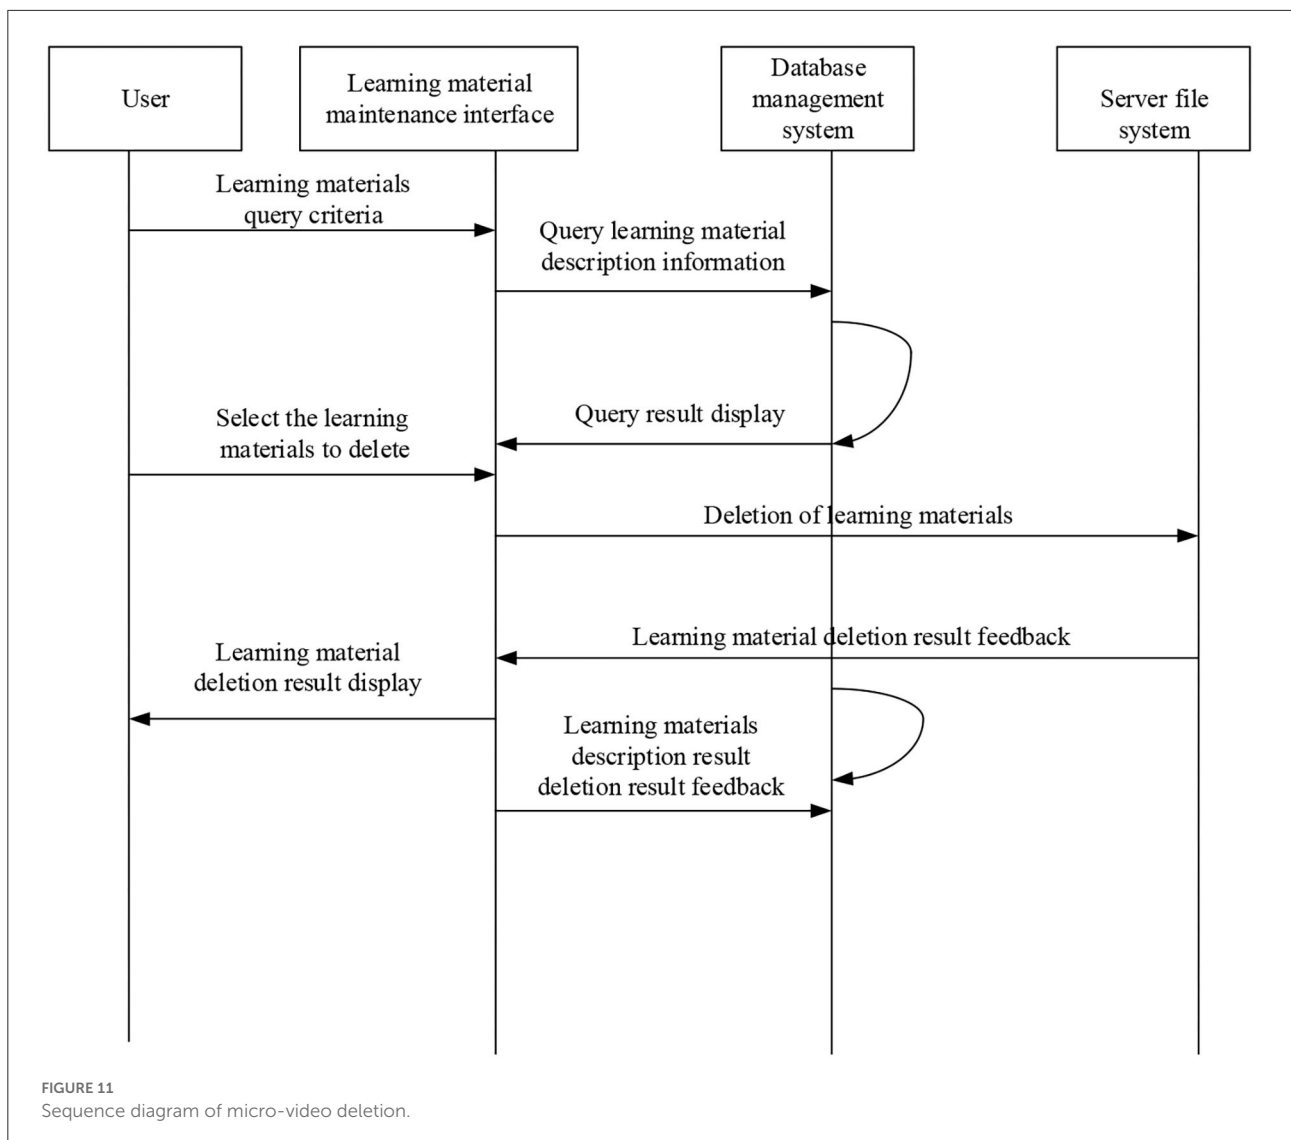 User
Learning material
maintenance interface
Database
management
system
Server file
system
Learning materials
query criteria
Query learning material
description information
Query result display
Select the learning
materials to delete
Deletion of learning materials
Learning material deletion result feedback
Learning material
deletion result display
Learning materials
description result
deletion result feedback
FIGURE 11
Sequence diagram of micro-video deletion.